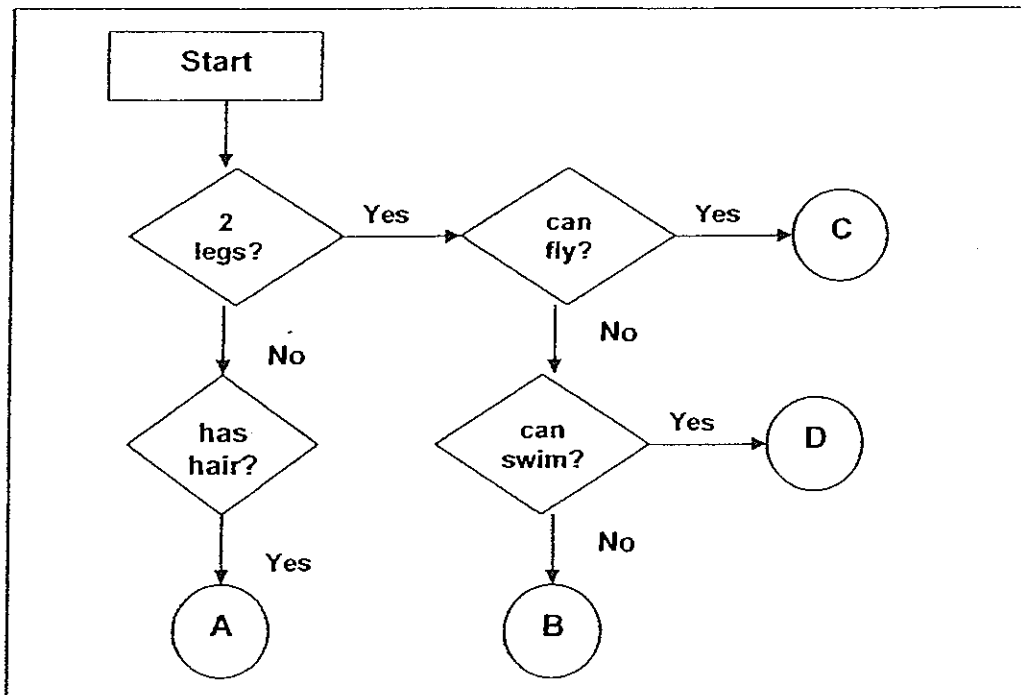 Start
2
legs?
Yes
can
fly?
Yes
C
No
No
has
hair?
can
swim?
Yes
D
Yes
No
A
B